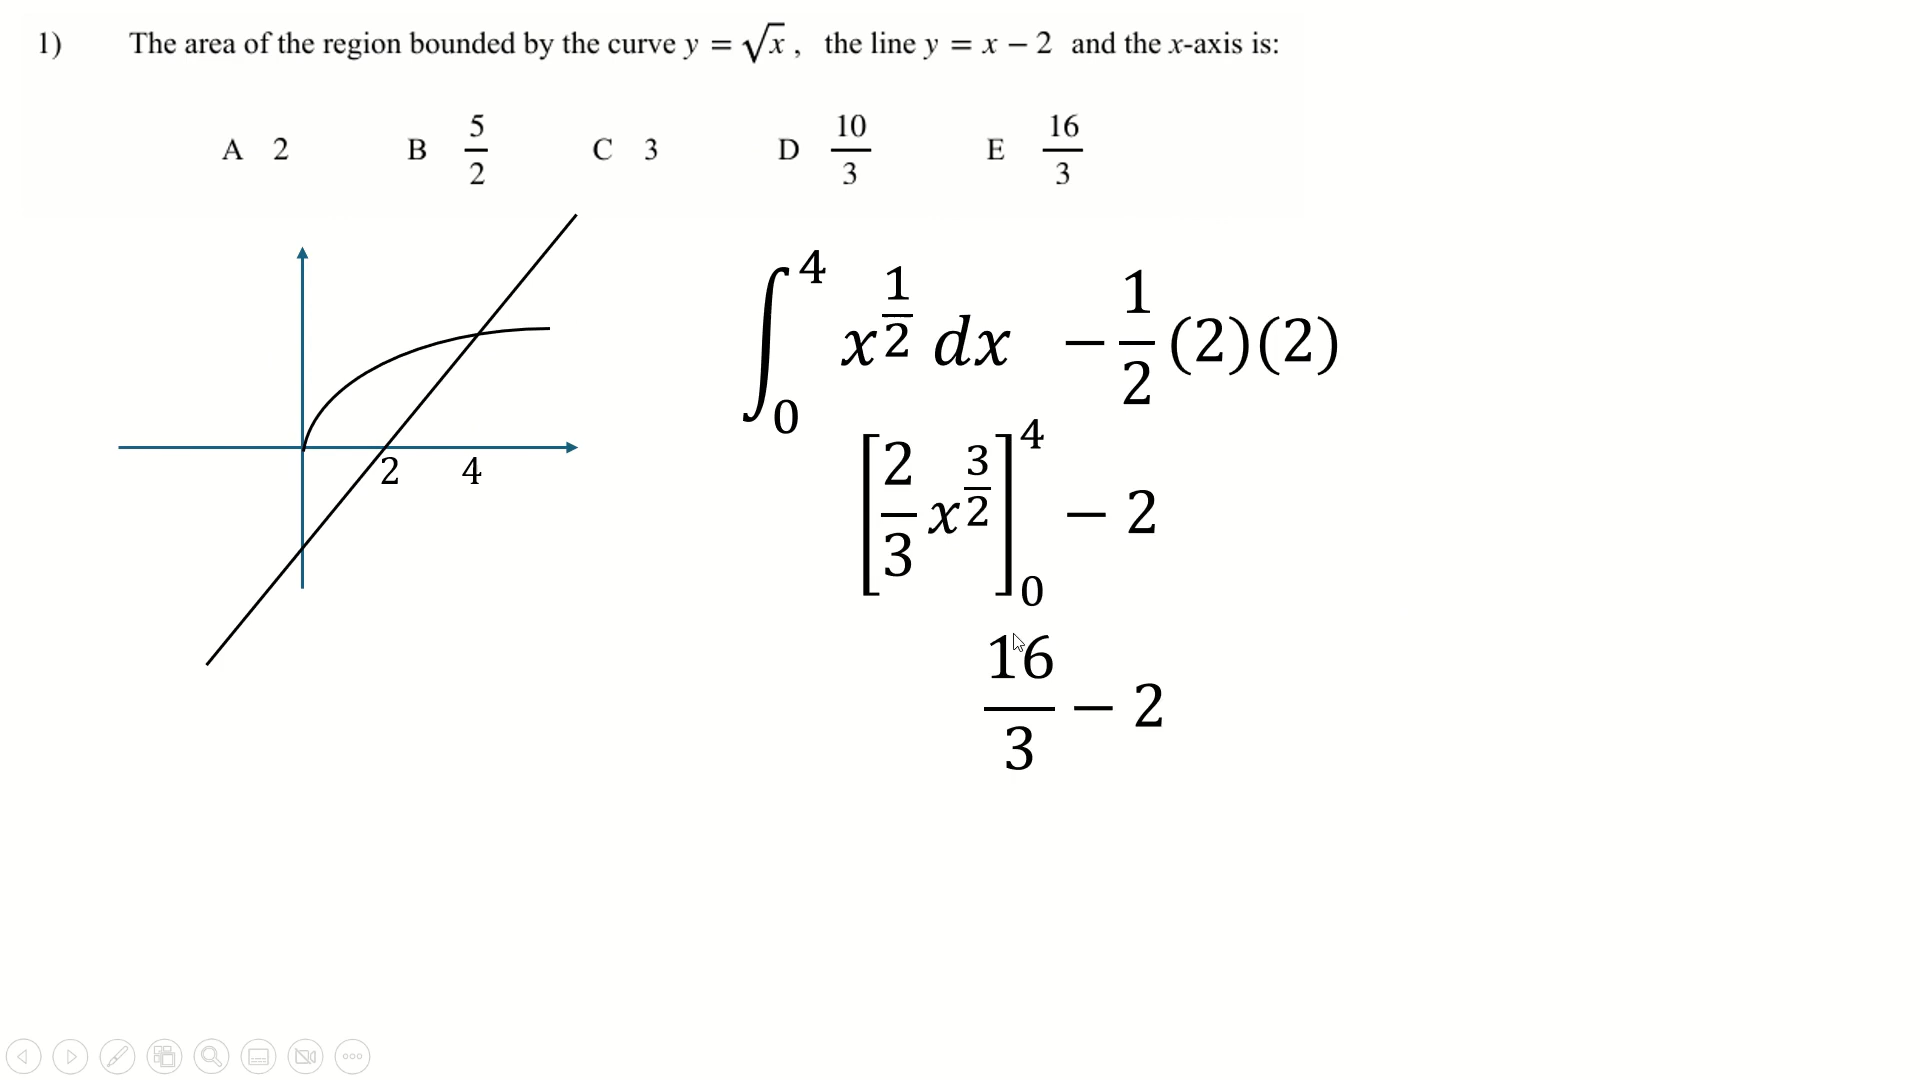 1) The area of the region bounded by the curve y = √x , the line y = x − 2 and the x-axis is:
A 2 B 5/2 C 3 D 10/3 E 16/3
2 4
∫₀⁴ x^(1/2) dx − 1/2 (2)(2)
[2/3 x^(3/2)]₀⁴ − 2
16/3 − 2